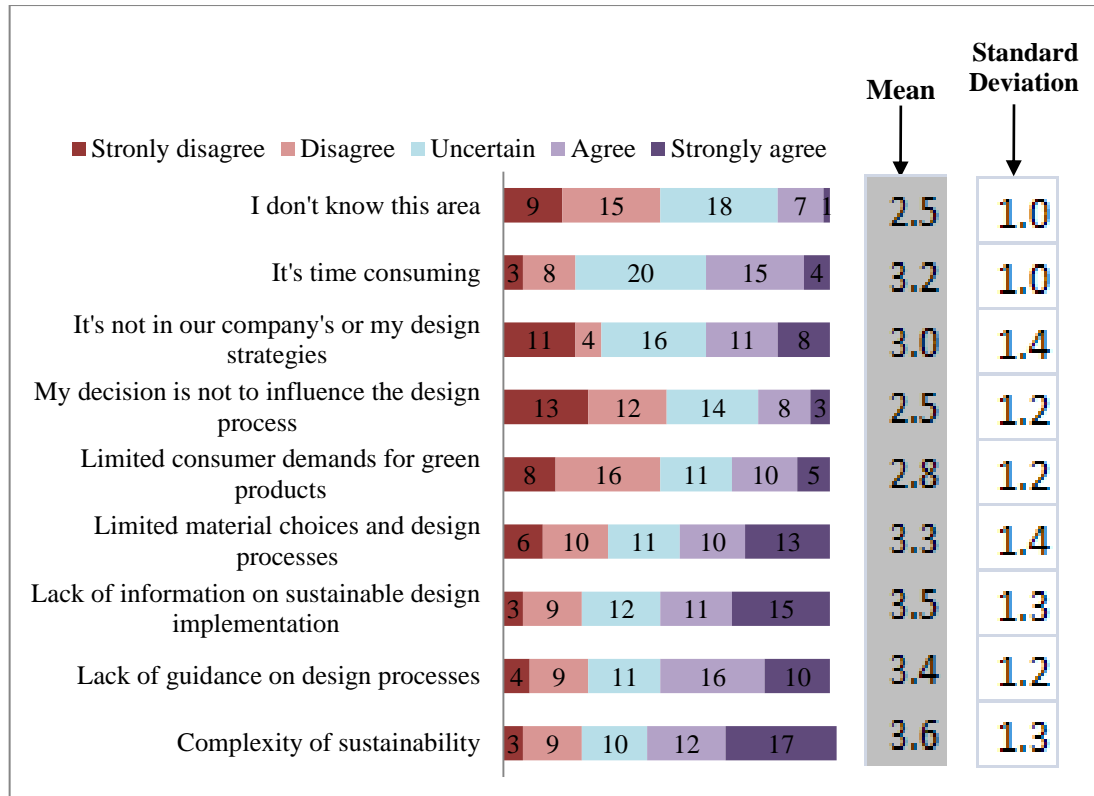 Standard
Deviation
Mean
Stronly disagree Disagree Uncertain Agree Strongly agree
I don't know this area 9 15 18 7 1 2.5 1.0
It's time consuming 3 8 20 15 4 3.2 1.0
It's not in our company's or my design
strategies 11 4 16 11 8 3.0 1.4
My decision is not to influence the design
process 13 12 14 8 3 2.5 1.2
Limited consumer demands for green
products 8 16 11 10 5 2.8 1.2
Limited material choices and design
processes 6 10 11 10 13 3.3 1.4
Lack of information on sustainable design
implementation 3 9 12 11 15 3.5 1.3
Lack of guidance on design processes 4 9 11 16 10 3.4 1.2
Complexity of sustainability 3 9 10 12 17 3.6 1.3